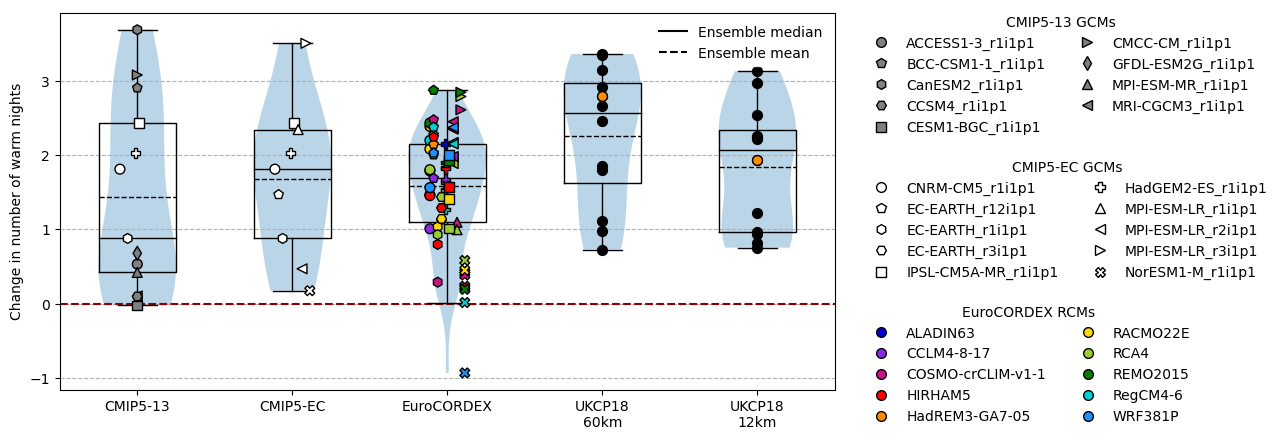 Change in number of warm nights
3
2
1
0
−1
CMIP5-13
CMIP5-EC
EuroCORDEX
UKCP18
60km
UKCP18
12km
Ensemble median
Ensemble mean
CMIP5-13 GCMs
ACCESS1-3_r1i1p1
BCC-CSM1-1_r1i1p1
CanESM2_r1i1p1
CCSM4_r1i1p1
CESM1-BGC_r1i1p1
CMCC-CM_r1i1p1
GFDL-ESM2G_r1i1p1
MPI-ESM-MR_r1i1p1
MRI-CGCM3_r1i1p1
CMIP5-EC GCMs
CNRM-CM5_r1i1p1
EC-EARTH_r12i1p1
EC-EARTH_r1i1p1
EC-EARTH_r3i1p1
IPSL-CM5A-MR_r1i1p1
HadGEM2-ES_r1i1p1
MPI-ESM-LR_r1i1p1
MPI-ESM-LR_r2i1p1
MPI-ESM-LR_r3i1p1
NorESM1-M_r1i1p1
EuroCORDEX RCMs
ALADIN63
CCLM4-8-17
COSMO-crCLIM-v1-1
HIRHAM5
HadREM3-GA7-05
RACMO22E
RCA4
REMO2015
RegCM4-6
WRF381P